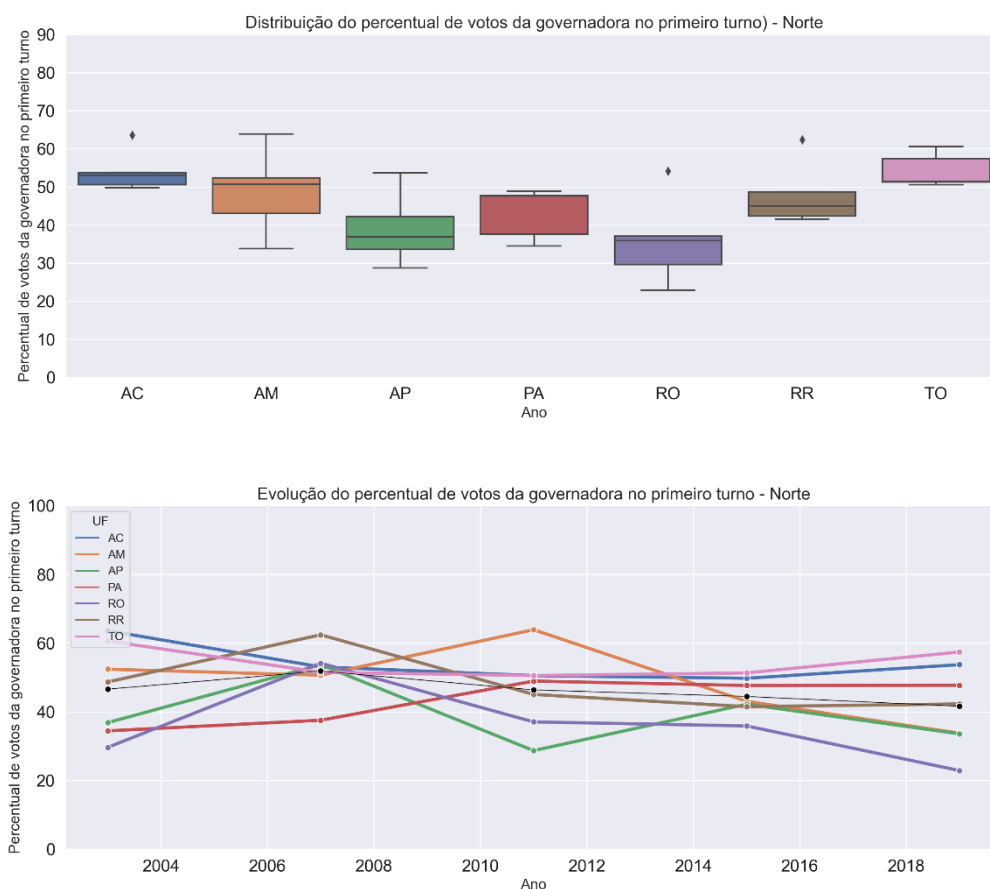 Distribuição do percentual de votos da governadora no primeiro turno) - Norte
Percentual de votos da governadora no primeiro turno
90
80
70
60
50
40
30
20
10
0
AC AM AP PA RO RR TO
Ano
Evolução do percentual de votos da governadora no primeiro turno - Norte
Percentual de votos da governadora no primeiro turno
100
80
60
40
20
0
UF
AC
AM
AP
PA
RO
RR
TO
2004 2006 2008 2010 2012 2014 2016 2018
Ano